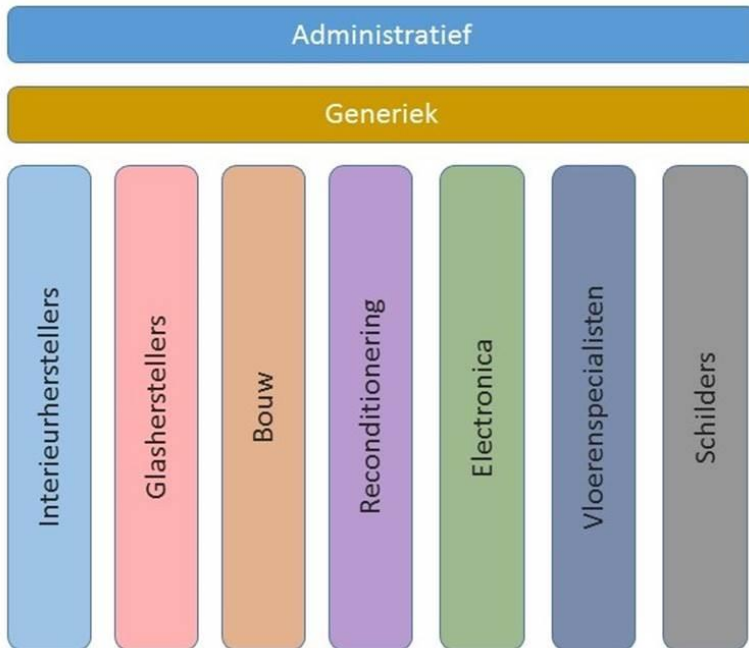 Administratief
Generiek
Interieurherstellers
Glasherstellers
Bouw
Reconditionering
Electronica
Vloerenspecialisten
Schilders